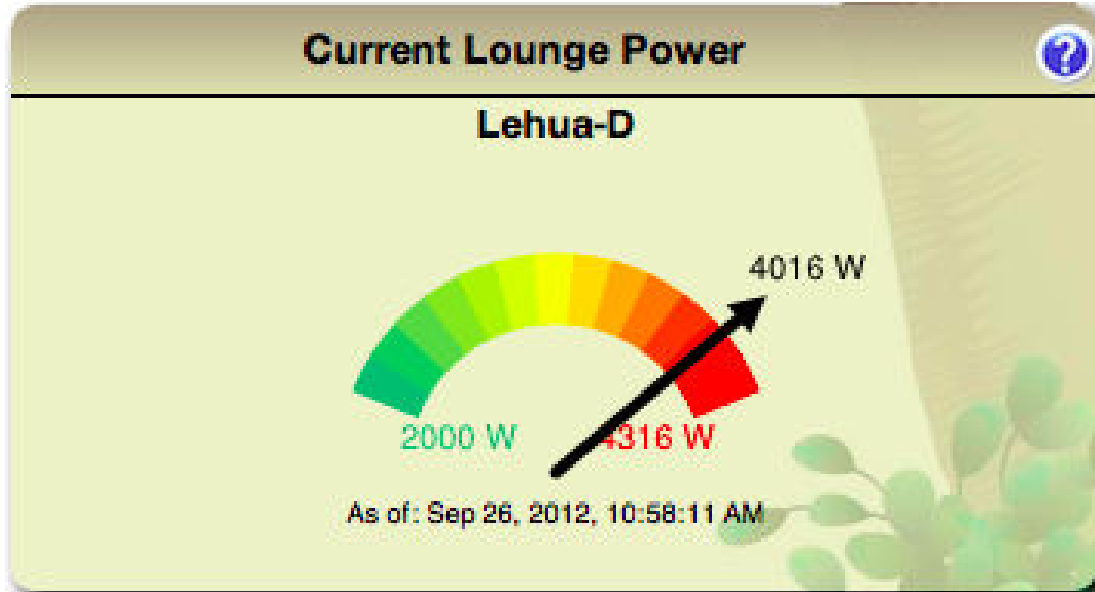 Current Lounge Power
?
Lehua-D
4016 W
2000 W
4316 W
As of: Sep 26, 2012, 10:58:11 AM